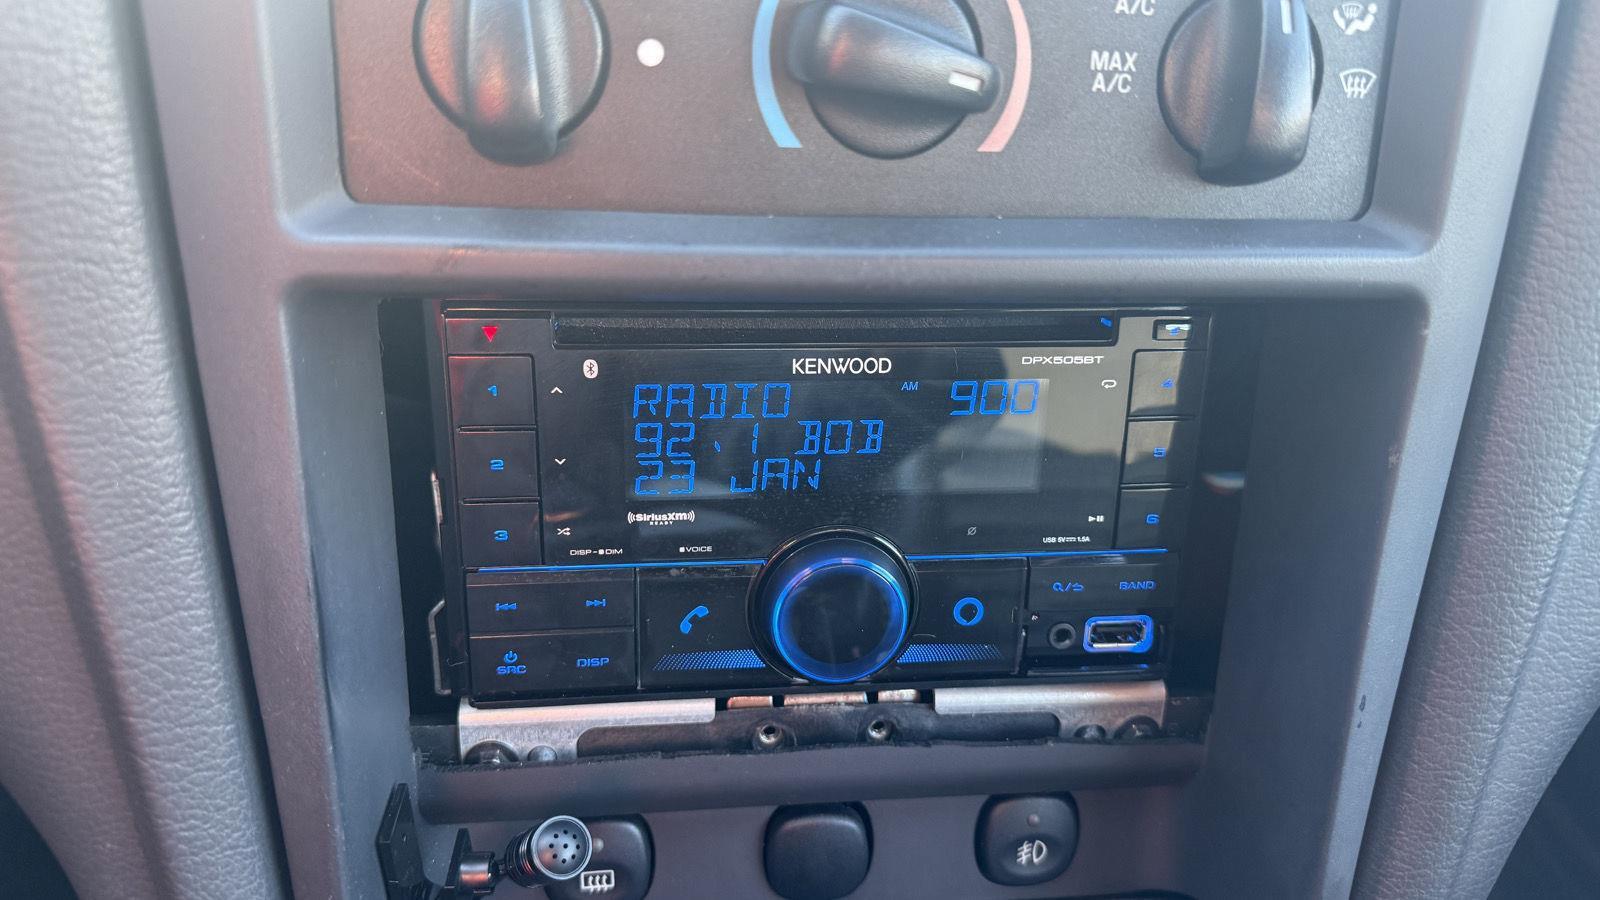 A/C
MAX
A/C
KENWOOD
DPX505BT
1
2
3
4
5
6
RADIO AM 900
92.1 BOB
23 JAN
((SiriusXM))
READY
DISP-DIM
VOICE
USB 5V 1.5A
BAND
SRC
DISP